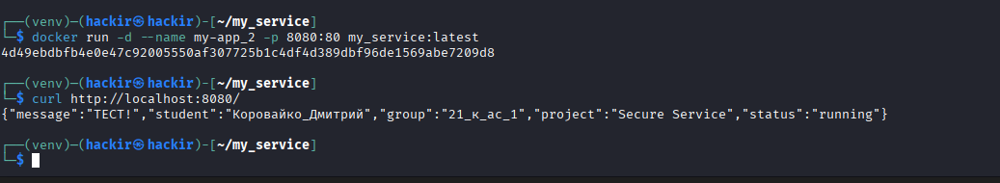 ┌──(venv)─(hackir㉿hackir)-[~/my_service]
└─$ docker run -d --name my-app_2 -p 8080:80 my_service:latest
4d49ebdbfb4e0e47c92005550af307725b1c4df4d389dbf96de1569abe7209d8
┌──(venv)─(hackir㉿hackir)-[~/my_service]
└─$ curl http://localhost:8080/
{"message":"ТЕСТ!","student":"Коровайко_Дмитрий","group":"21_к_ас_1","project":"Secure Service","status":"running"}
┌──(venv)─(hackir㉿hackir)-[~/my_service]
└─$